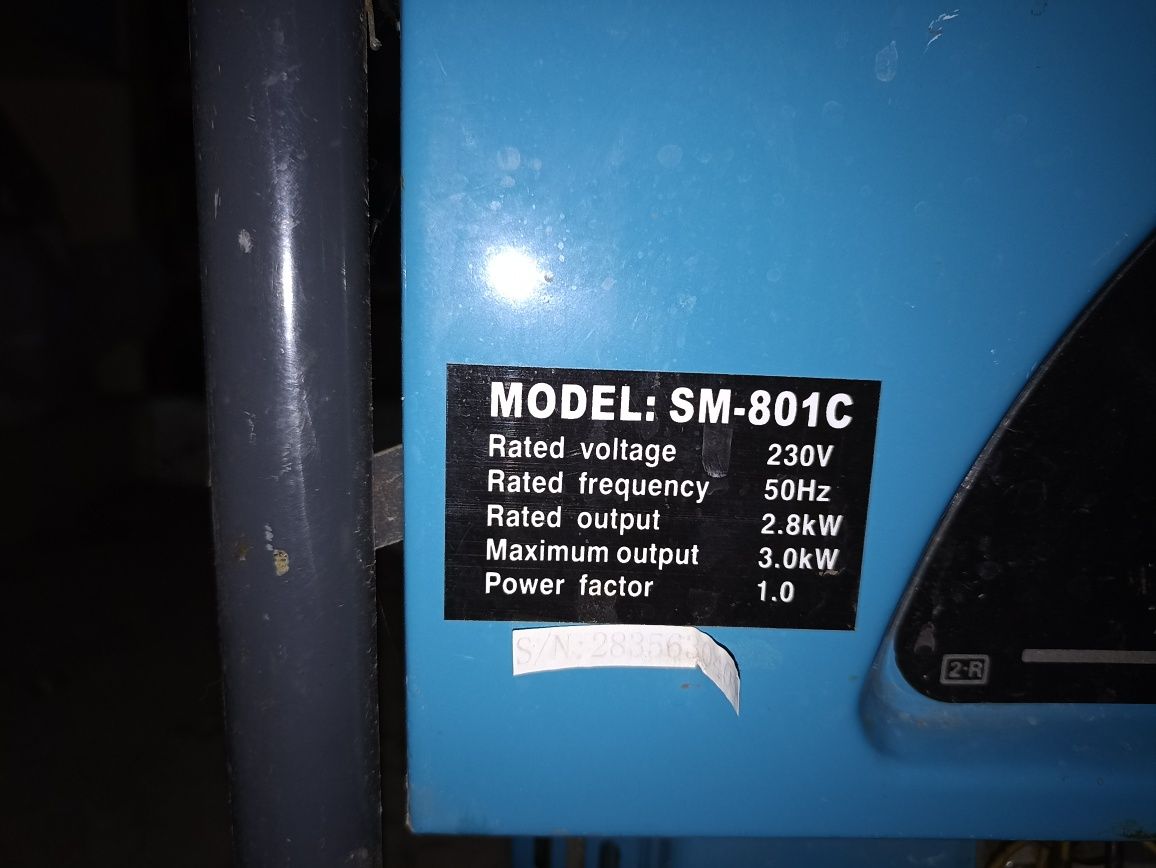 MODEL: SM-801C
Rated voltage 230V
Rated frequency 50Hz
Rated output 2.8kW
Maximum output 3.0kW
Power factor 1.0
S/N:
2-R